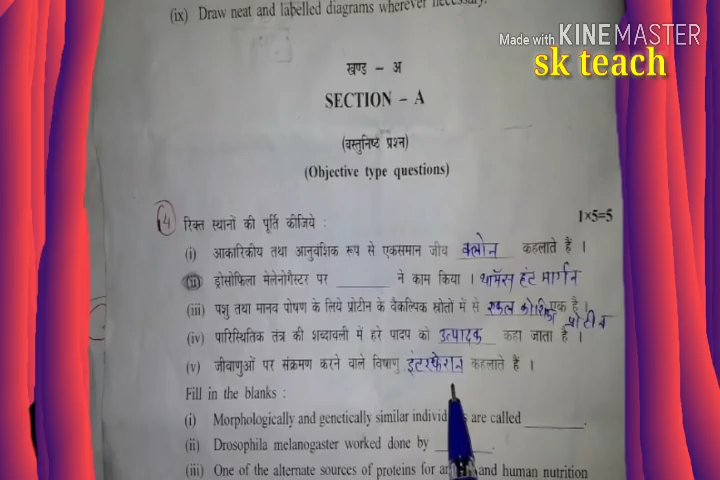 (ix) Draw neat and labelled diagrams wherever necessary.
Made with KINEMASTER
sk teach
खण्ड – अ
SECTION – A
(वस्तुनिष्ट प्रश्न)
(Objective type questions)
4 रिक्त स्थानों की पूर्ति कीजिये : 1×5=5
(i) आकारिकीय तथा आनुवंशिक रूप से एकसमान जीव क्लोन कहलाते हैं ।
(ii) ड्रोसोफिला मेलेनोगैस्टर पर ______ ने काम किया । थॉमस हंट मार्गन
(iii) पशु तथा मानव पोषण के लिये प्रोटीन के वैकल्पिक स्रोतों में से एकल कोशिका एक है । प्रोटीन
(iv) पारिस्थितिक तंत्र की शब्दावली में हरे पादप को उत्पादक कहा जाता है ।
(v) जीवाणुओं पर संक्रमण करने वाले विषाणु इंटरफेरान कहलाते हैं ।
Fill in the blanks :
(i) Morphologically and genetically similar individ s are called ______.
(ii) Drosophila melanogaster worked done by ______.
(iii) One of the alternate sources of proteins for an and human nutrition